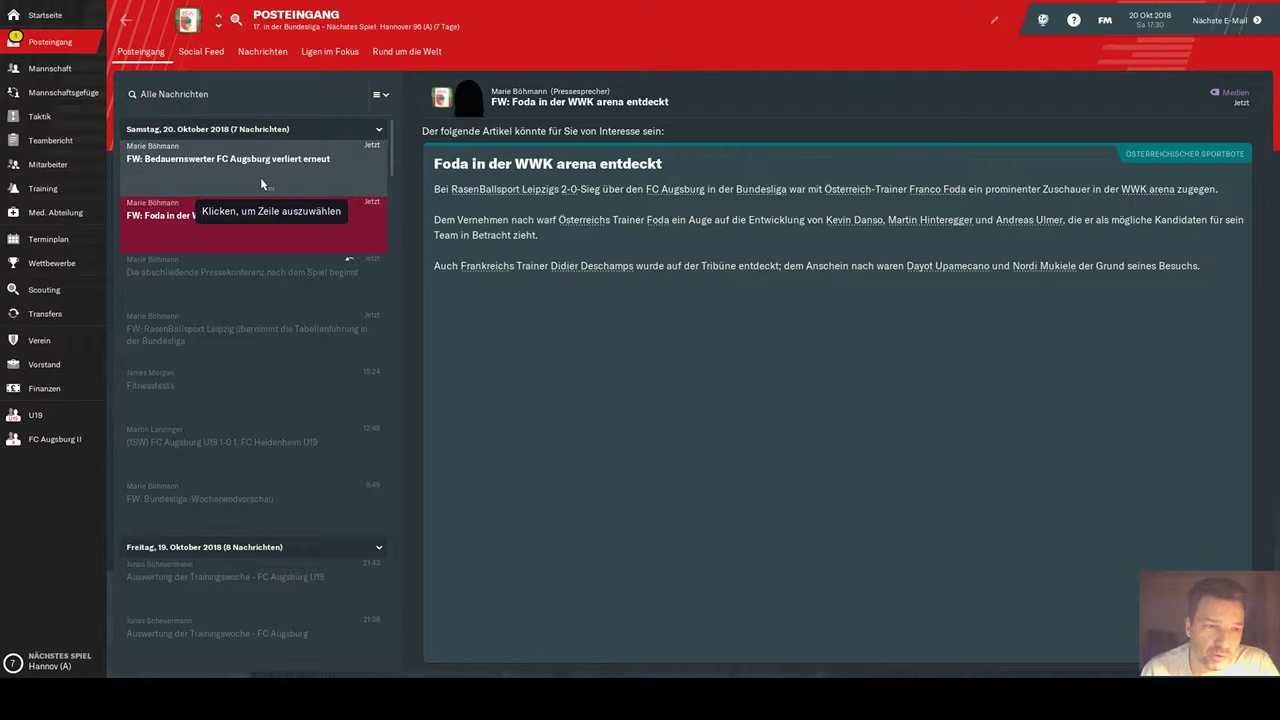 Startseite
1
Posteingang
Mannschaft
Mannschaftsgefüge
Taktik
Teambericht
Mitarbeiter
Training
Med. Abteilung
Terminplan
Wettbewerbe
Scouting
Transfers
Verein
Vorstand
Finanzen
U19
FC Augsburg II
7
NÄCHSTES SPIEL
Hannov (A)
POSTEINGANG
17. in der Bundesliga - Nächstes Spiel: Hannover 96 (A) (7 Tage)
? FM 20 Okt 2018
Sa 17:30
Nächste E-Mail
Posteingang Social Feed Nachrichten Ligen im Fokus Rund um die Welt
Alle Nachrichten
Samstag, 20. Oktober 2018 (7 Nachrichten)
Marie Böhmann Jetzt
FW: Bedauernswerter FC Augsburg verliert erneut
Marie Böhmann Jetzt
FW: Foda in der W
Klicken, um Zeile auszuwählen
Marie Böhmann Jetzt
Die abschließende Pressekonferenz nach dem Spiel beginnt
Marie Böhmann Jetzt
FW: RasenBallsport Leipzig übernimmt die Tabellenführung in
der Bundesliga
James Morgan 15:24
Fitnesstests
Martin Lanzinger 12:48
(1SW) FC Augsburg U19 1-0 1. FC Heidenheim U19
Marie Böhmann 9:49
FW: Bundesliga: Wochenendvorschau
Freitag, 19. Oktober 2018 (8 Nachrichten)
Jonas Scheuermann 21:43
Auswertung der Trainingswoche - FC Augsburg U19
Jonas Scheuermann 21:38
Auswertung der Trainingswoche - FC Augsburg
Marie Böhmann (Pressesprecher)
FW: Foda in der WWK arena entdeckt
Medien
Jetzt
Der folgende Artikel könnte für Sie von Interesse sein:
ÖSTERREICHISCHER SPORTBOTE
Foda in der WWK arena entdeckt
Bei RasenBallsport Leipzigs 2-0-Sieg über den FC Augsburg in der Bundesliga war mit Österreich-Trainer Franco Foda ein prominenter Zuschauer in der WWK arena zugegen.
Dem Vernehmen nach warf Österreichs Trainer Foda ein Auge auf die Entwicklung von Kevin Danso, Martin Hinteregger und Andreas Ulmer, die er als mögliche Kandidaten für sein
Team in Betracht zieht.
Auch Frankreichs Trainer Didier Deschamps wurde auf der Tribüne entdeckt; dem Anschein nach waren Dayot Upamecano und Nordi Mukiele der Grund seines Besuchs.